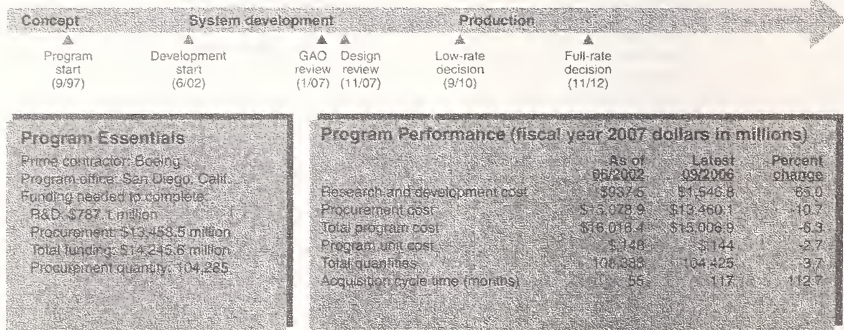 Concept System development Production
Program start (9/97)
Development start (6/02)
GAO review (1/07)
Design review (11/07)
Low-rate decision (9/10)
Full-rate decision (11/12)
Program Essentials
Prime contractor: Boeing
Program office: San Diego, Calif.
Funding needed to complete:
R&D: $787.1 million
Procurement: $13,458.5 million
Total funding: $14,245.6 million
Procurement quantity: 104,285
Program Performance (fiscal year 2007 dollars in millions)
As of 06/2002 Latest 09/2006 Percent change
Research and development cost $937.5 $1,546.8 65.0
Procurement cost $15,078.9 $13,460.1 -10.7
Total program cost $16,016.4 $15,006.9 -6.3
Program unit cost $.148 $.144 -2.7
Total quantities 104,425 -3.7
Acquisition cycle time (months) 55 117 112.7